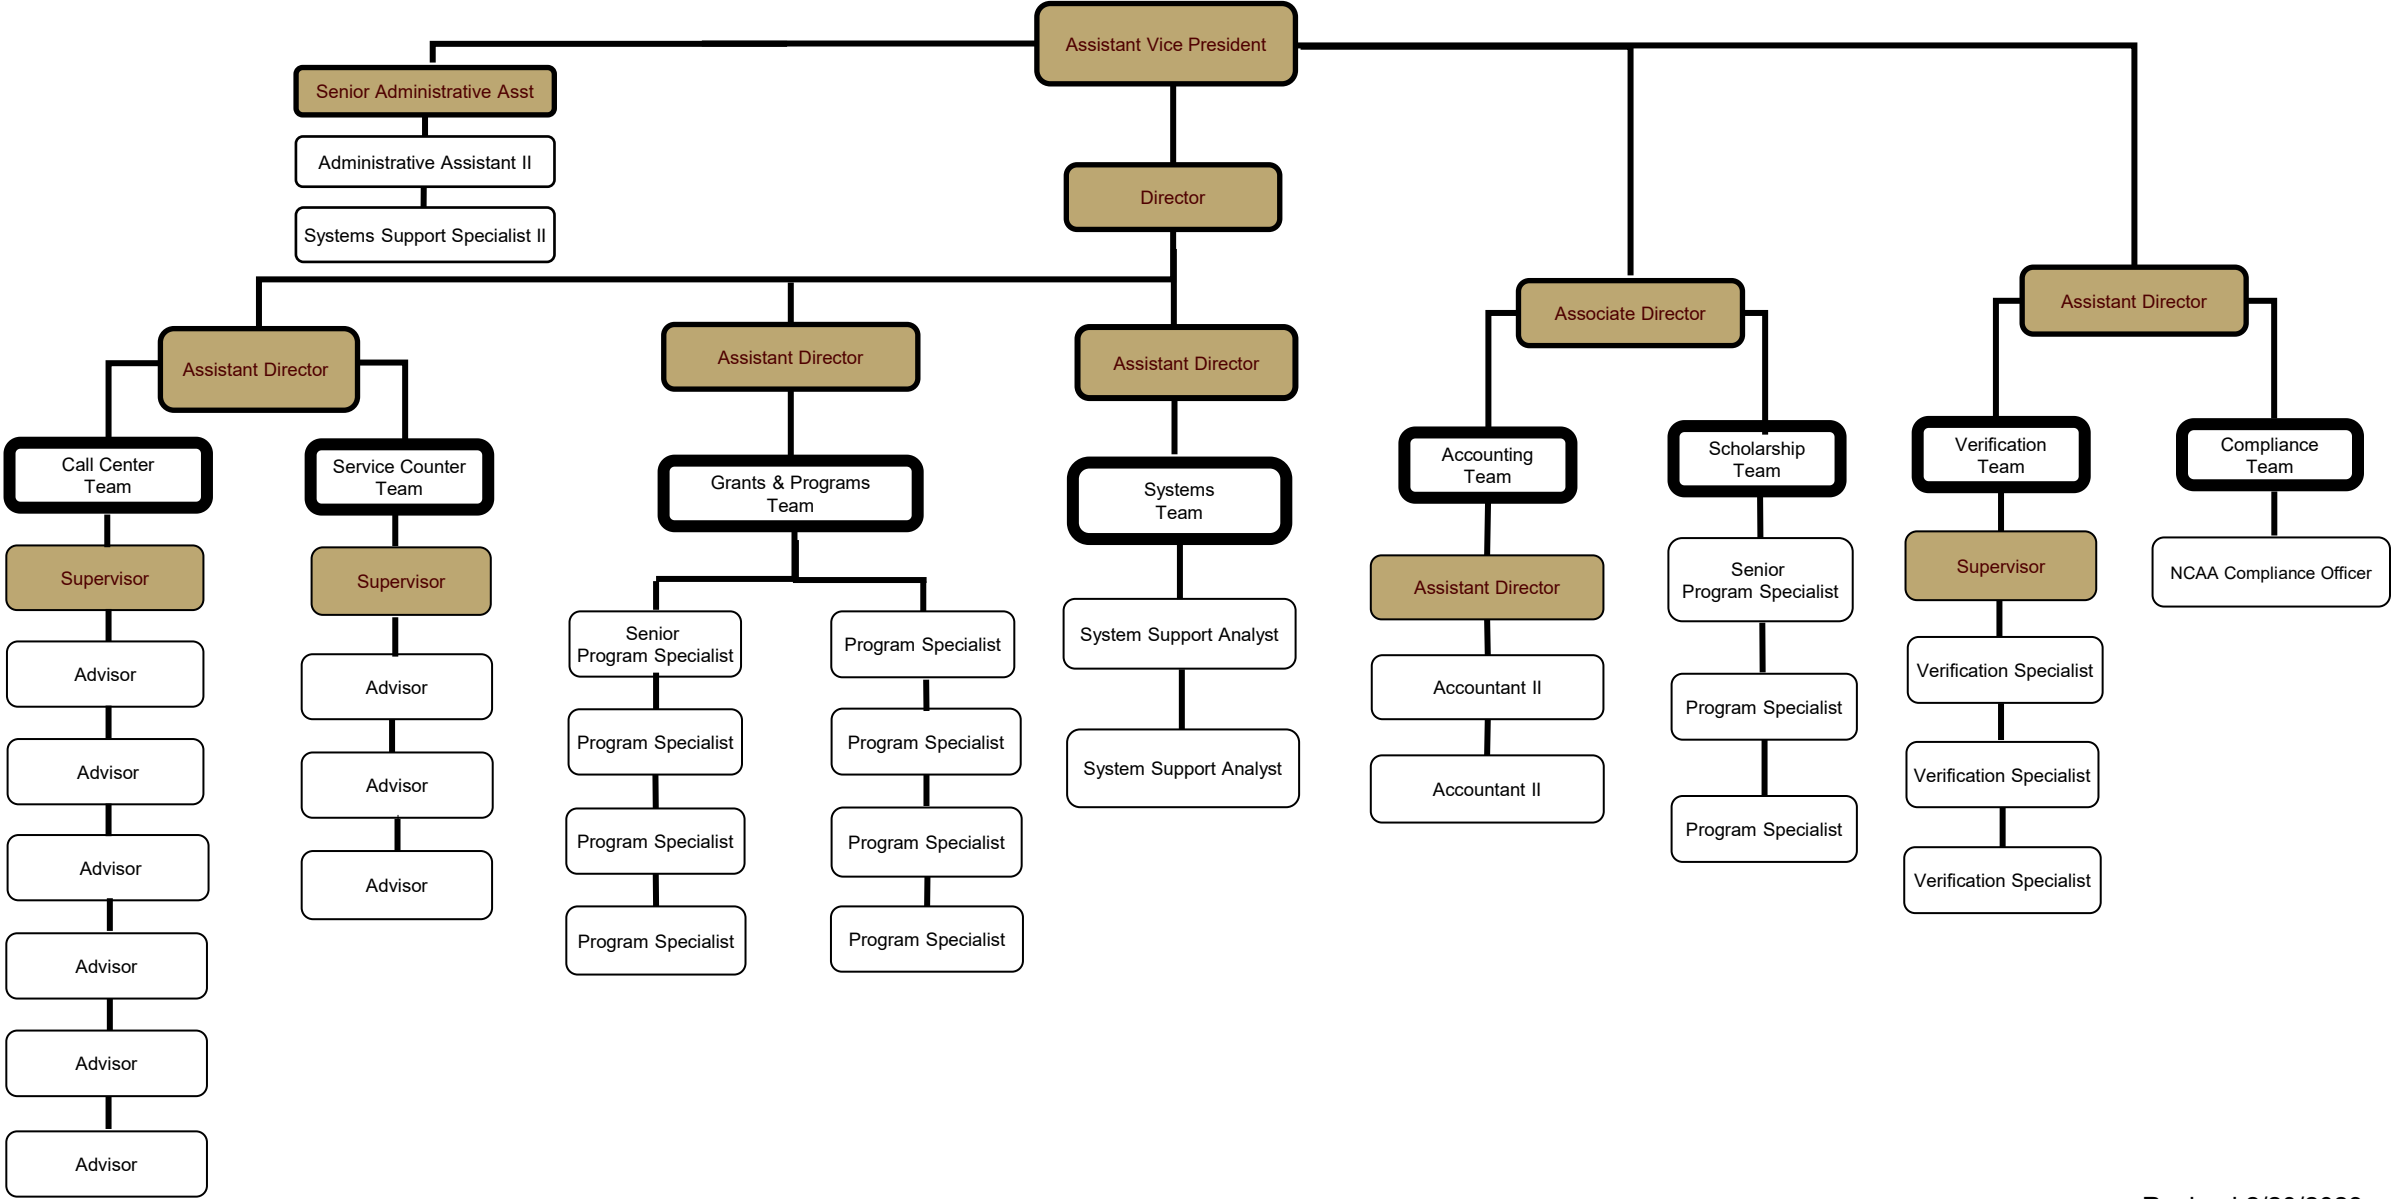 Assistant Vice President
Senior Administrative Asst
Administrative Assistant II
Systems Support Specialist II
Director
Assistant Director
Assistant Director
Assistant Director
Associate Director
Assistant Director
Call Center
Team
Supervisor
Advisor
Advisor
Advisor
Advisor
Advisor
Advisor
Service Counter
Team
Supervisor
Advisor
Advisor
Advisor
Grants & Programs
Team
Senior
Program Specialist
Program Specialist
Program Specialist
Program Specialist
Program Specialist
Program Specialist
Program Specialist
Program Specialist
Systems
Team
System Support Analyst
System Support Analyst
Accounting
Team
Assistant Director
Accountant II
Accountant II
Scholarship
Team
Senior
Program Specialist
Program Specialist
Program Specialist
Verification
Team
Supervisor
Verification Specialist
Verification Specialist
Verification Specialist
Compliance
Team
NCAA Compliance Officer